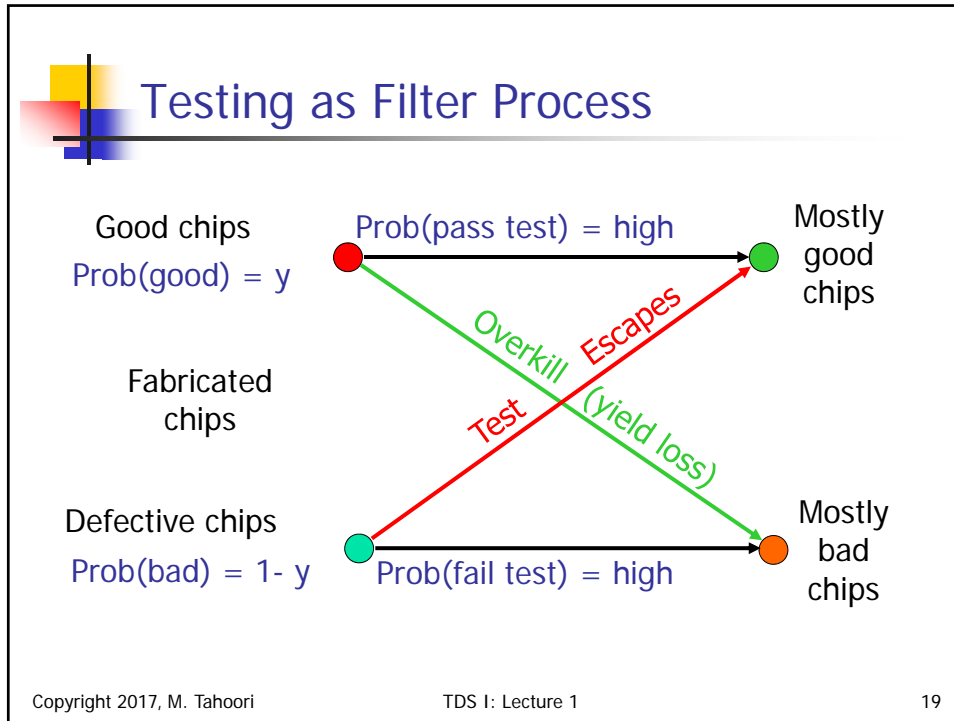 Testing as Filter Process
Good chips
Prob(good) = y
Prob(pass test) = high
Mostly
good
chips
Fabricated
chips
Overkill (yield loss)
Test Escapes
Defective chips
Prob(bad) = 1- y
Prob(fail test) = high
Mostly
bad
chips
Copyright 2017, M. Tahoori
TDS I: Lecture 1
19